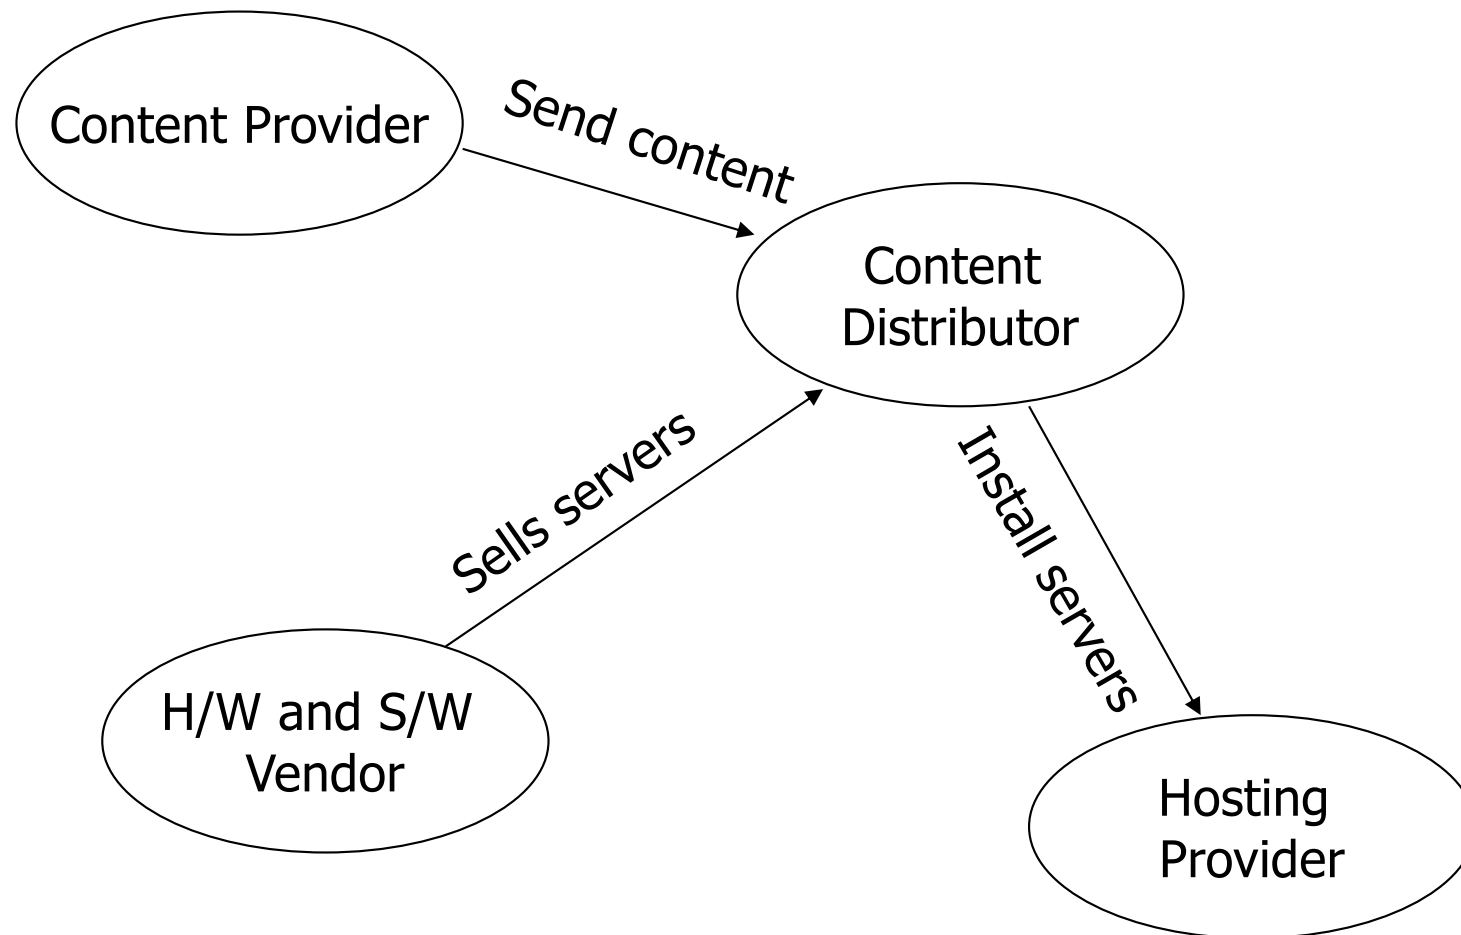 Content Provider
Send content
Content
Distributor
Sells servers
Install servers
H/W and S/W
Vendor
Hosting
Provider